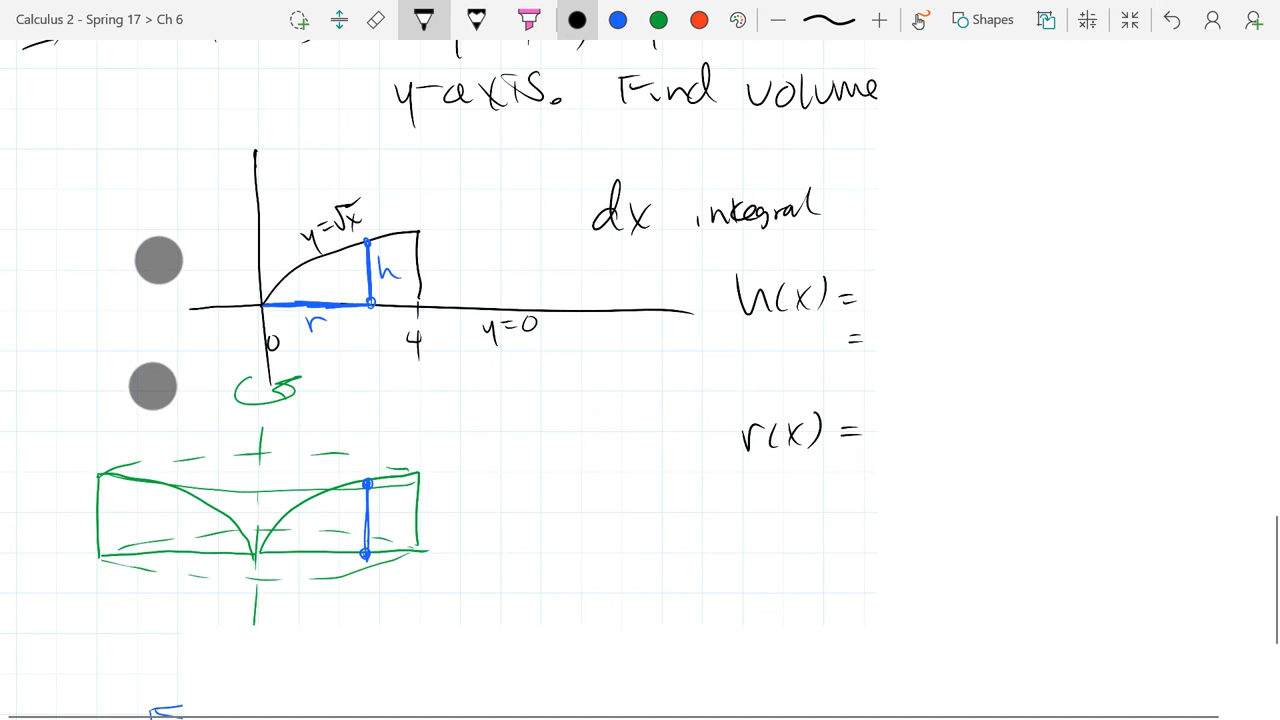 Calculus 2 - Spring 17 > Ch 6
Shapes
y-axis. Find volume
y=√x
dx integral
h
h(x)=
=
r
0
4
y=0
r(x)=